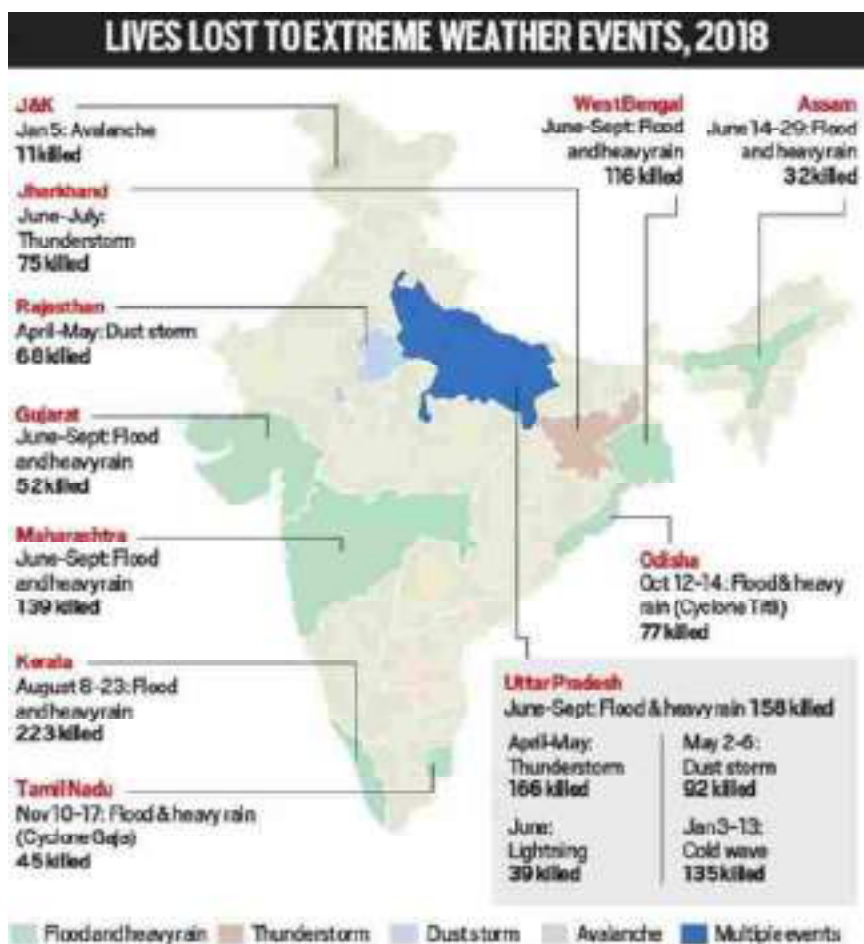 LIVES LOST TO EXTREME WEATHER EVENTS, 2018
J&K
Jan 5: Avalanche
11 killed
Jharkhand
June-July:
Thunderstorm
75 killed
Rajasthan
April-May: Dust storm
68 killed
Gujarat
June-Sept: Flood
and heavy rain
52 killed
Maharashtra
June-Sept: Flood
and heavy rain
139 killed
Kerala
August 8-23: Flood
and heavy rain
223 killed
Tamil Nadu
Nov 10-17: Flood & heavy rain
(Cyclone Gaja)
45 killed
West Bengal
June-Sept: Flood
and heavy rain
116 killed
Assam
June 14-29: Flood
and heavy rain
32 killed
Odisha
Oct 12-14: Flood & heavy
rain (Cyclone Titli)
77 killed
Uttar Pradesh
June-Sept: Flood & heavy rain 158 killed
April-May:
Thunderstorm
166 killed
May 2-6:
Dust storm
92 killed
June:
Lightning
39 killed
Jan 3-13:
Cold wave
135 killed
Flood and heavy rain Thunderstorm Dust storm Avalanche Multiple events